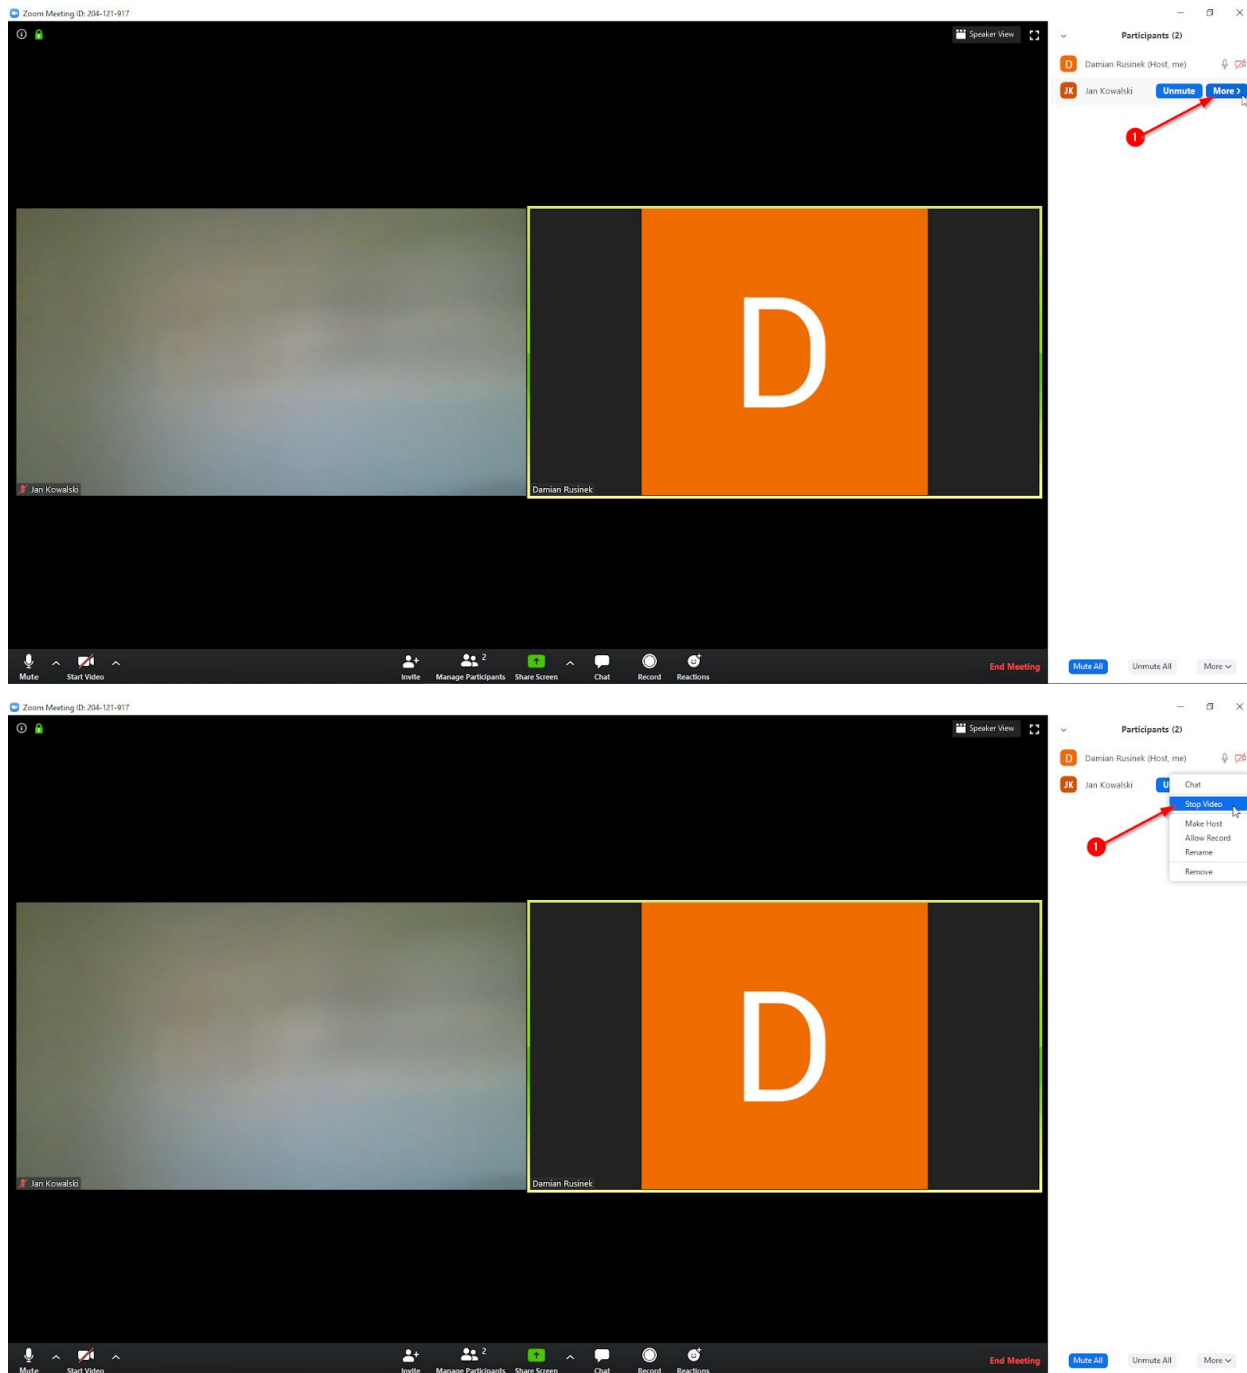 Zoom Meeting ID: 204-121-917
Speaker View
Participants (2)
D Damian Rusinek (Host, me)
JK Jan Kowalski Unmute More >
1
D
Jan Kowalski
Damian Rusinek
Mute
Start Video
Invite
2
Manage Participants
Share Screen
Chat
Record
Reactions
End Meeting
Mute All
Unmute All
More
Zoom Meeting ID: 204-121-917
Speaker View
Participants (2)
D Damian Rusinek (Host, me)
JK Jan Kowalski U
Chat
Stop Video
Make Host
Allow Record
Rename
Remove
1
D
Jan Kowalski
Damian Rusinek
Mute
Start Video
Invite
2
Manage Participants
Share Screen
Chat
Record
Reactions
End Meeting
Mute All
Unmute All
More